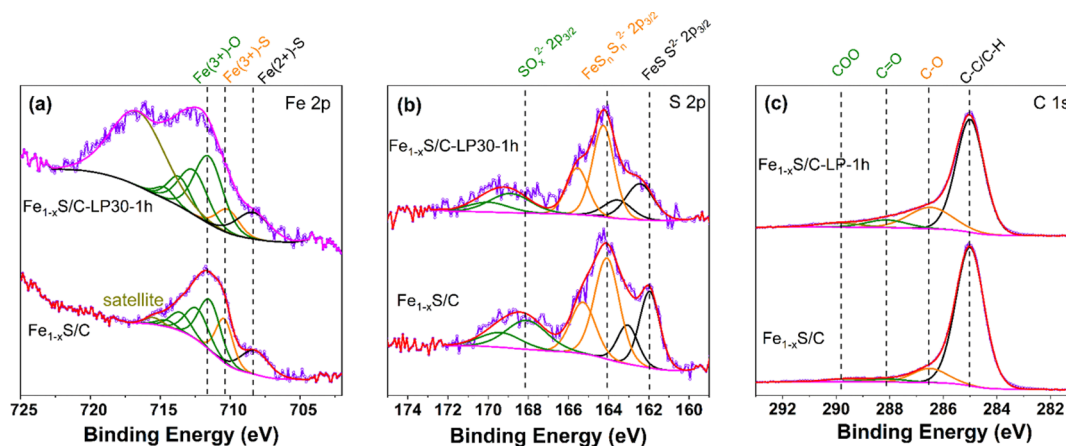 Fe(3+)-O
Fe(3+)-S
Fe(2+)-S
(a)
Fe 2p
Fe₁₋ₓS/C-LP30-1h
satellite
Fe₁₋ₓS/C
725 720 715 710 705
Binding Energy (eV)
SOₓ²⁻ 2p₃/₂
FeSₙ Sₙ²⁻ 2p₃/₂
FeS S²⁻ 2p₃/₂
(b)
S 2p
Fe₁₋ₓS/C-LP30-1h
Fe₁₋ₓS/C
174 172 170 168 166 164 162 160
Binding Energy (eV)
COO
C=O
C-O
C-C/C-H
(c)
C 1s
Fe₁₋ₓS/C-LP-1h
Fe₁₋ₓS/C
292 290 288 286 284 282
Binding Energy (eV)